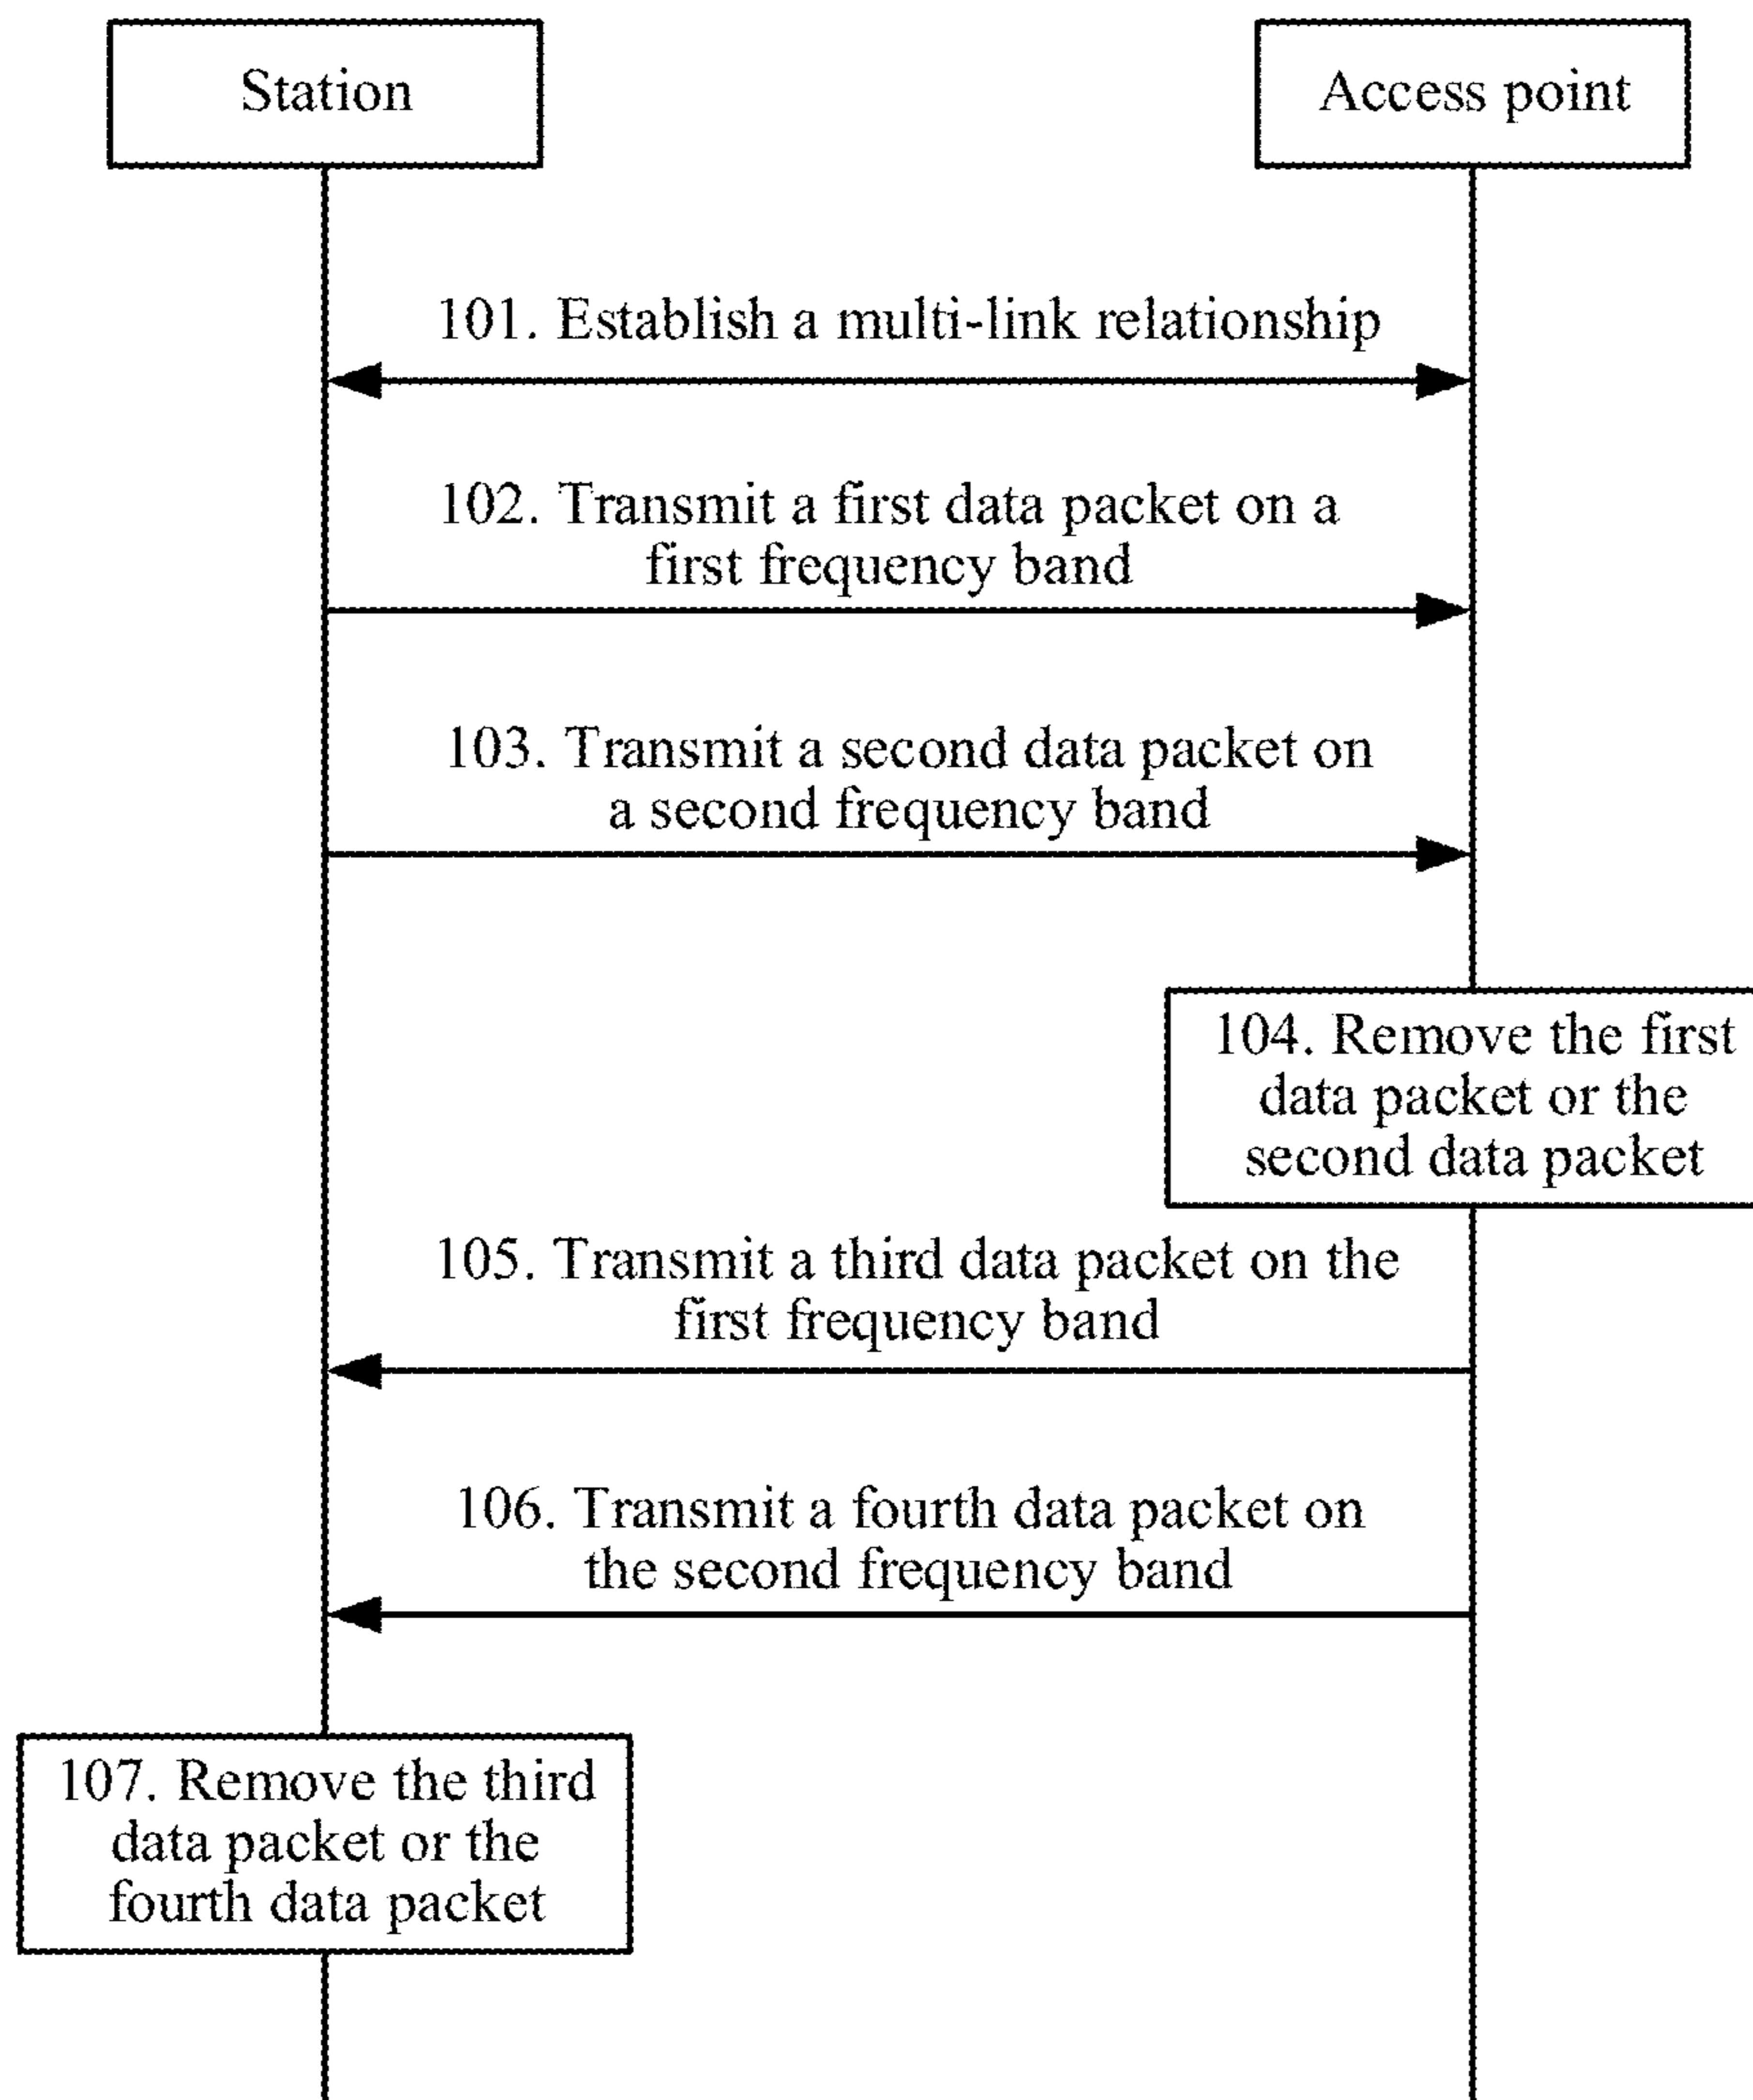 Station
Access point
101. Establish a multi-link relationship
102. Transmit a first data packet on a
first frequency band
103. Transmit a second data packet on
a second frequency band
104. Remove the first
data packet or the
second data packet
105. Transmit a third data packet on the
first frequency band
106. Transmit a fourth data packet on
the second frequency band
107. Remove the third
data packet or the
fourth data packet